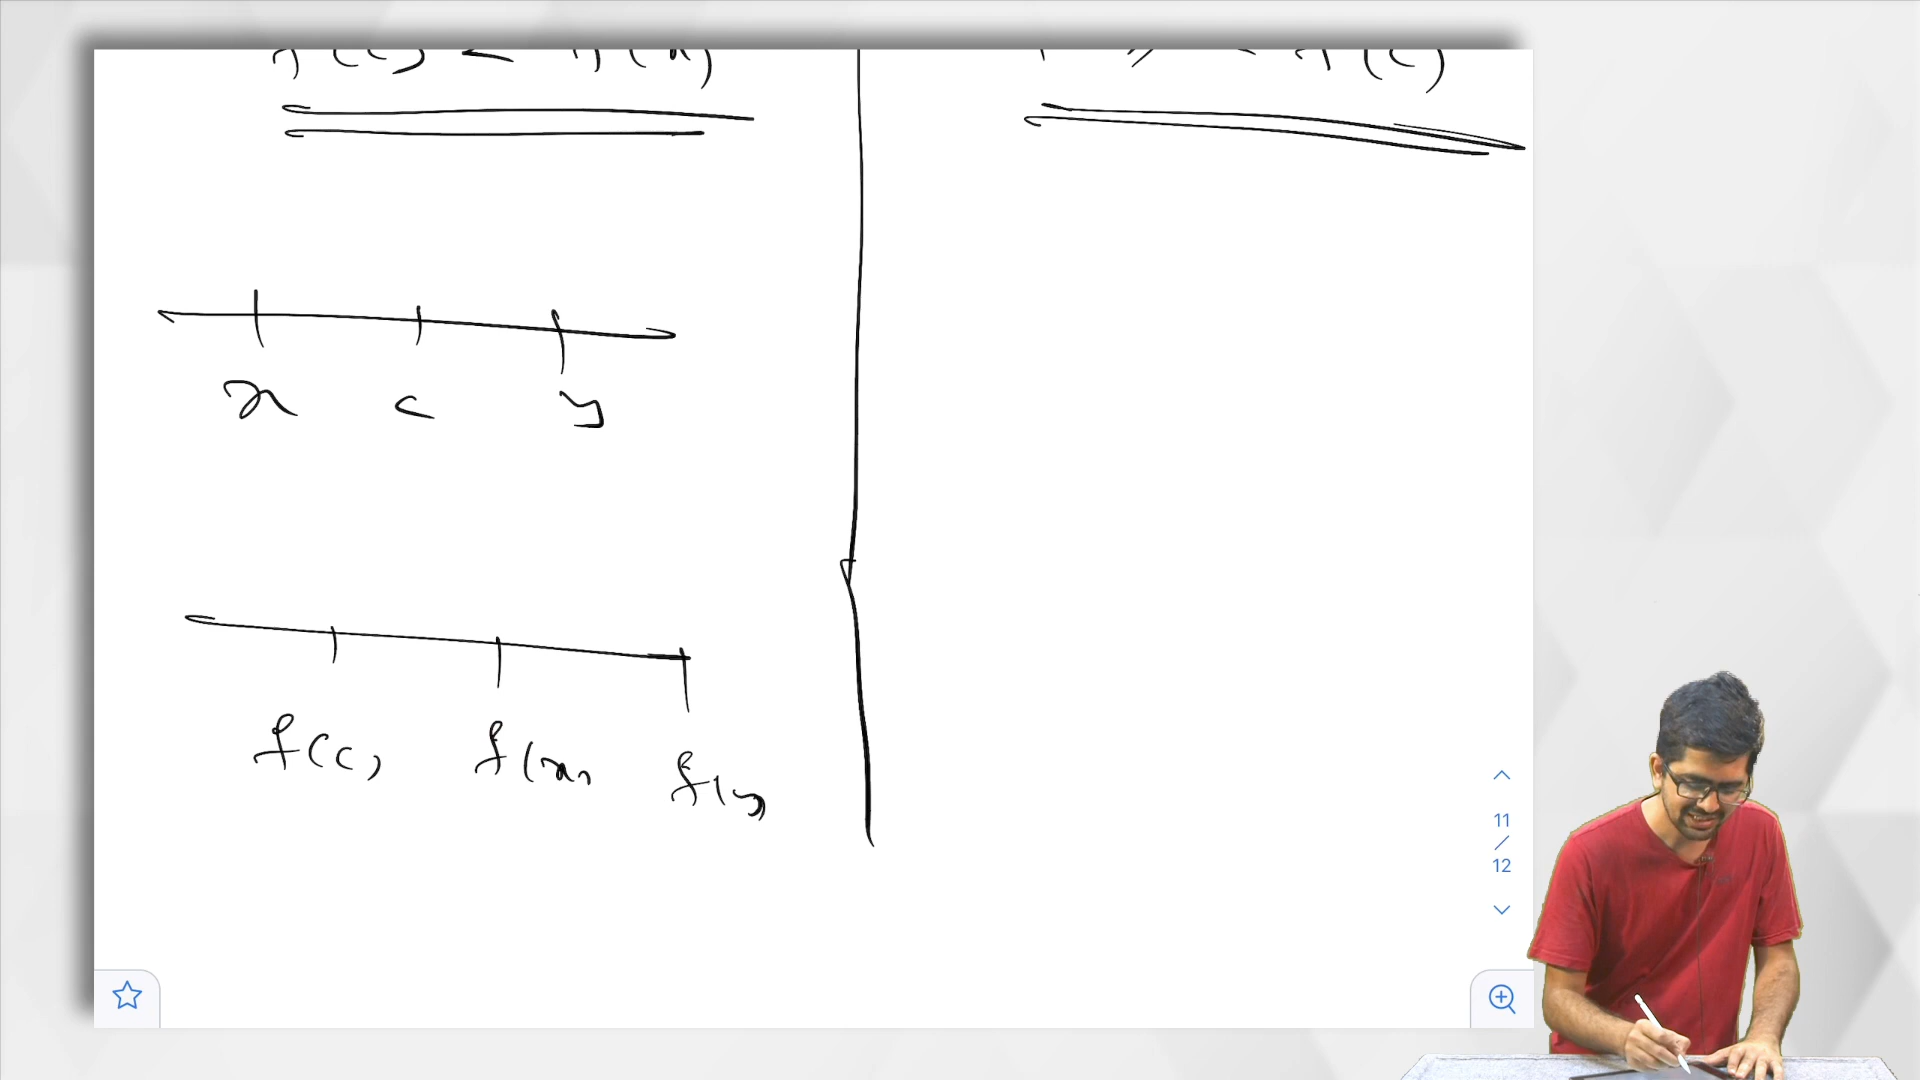 f(c) < f(x)
< f(c)
x c y
f(c) f(x) f(y)
11
/
12